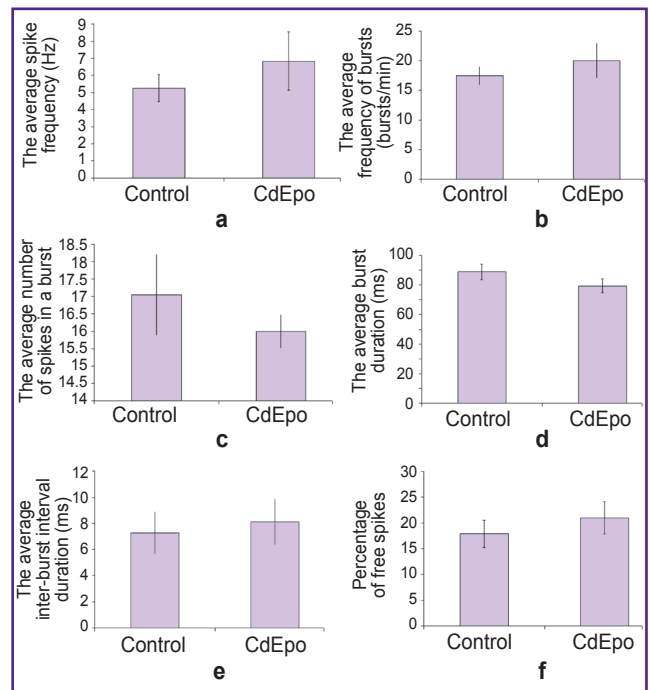 The average spike
frequency (Hz)
9
8
7
6
5
4
3
2
1
0
Control CdEpo
a
The average
frequency of bursts
(bursts/min)
25
20
15
10
5
0
Control CdEpo
b
The average number
of spikes in a burst
18.5
18
17.5
17
16.5
16
15.5
15
14.5
14
Control CdEpo
c
The average burst
duration (ms)
100
80
60
40
20
0
Control CdEpo
d
The average
inter-burst interval
duration (ms)
12
10
8
6
4
2
0
Control CdEpo
e
Percentage
of free spikes
30
25
20
15
10
5
0
Control CdEpo
f